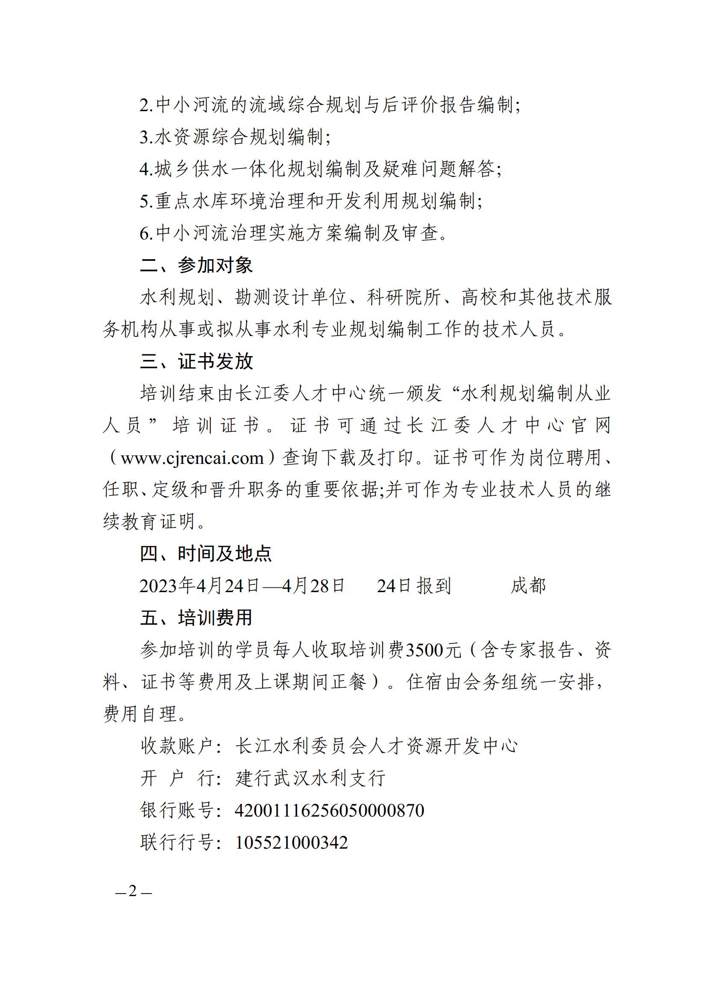 2.中小河流的流域综合规划与后评价报告编制；
3.水资源综合规划编制；
4.城乡供水一体化规划编制及疑难问题解答；
5.重点水库环境治理和开发利用规划编制；
6.中小河流治理实施方案编制及审查。
二、参加对象
水利规划、勘测设计单位、科研院所、高校和其他技术服
务机构从事或拟从事水利专业规划编制工作的技术人员。
三、证书发放
培训结束由长江委人才中心统一颁发“水利规划编制从业
人员”培训证书。证书可通过长江委人才中心官网
（www.cjrencai.com）查询下载及打印。证书可作为岗位聘用、
任职、定级和晋升职务的重要依据;并可作为专业技术人员的继
续教育证明。
四、时间及地点
2023年4月24日—4月28日 24日报到 成都
五、培训费用
参加培训的学员每人收取培训费3500元（含专家报告、资
料、证书等费用及上课期间正餐）。住宿由会务组统一安排，
费用自理。
收款账户：长江水利委员会人才资源开发中心
开 户 行：建行武汉水利支行
银行账号：42001116256050000870
联行行号：105521000342
—2—